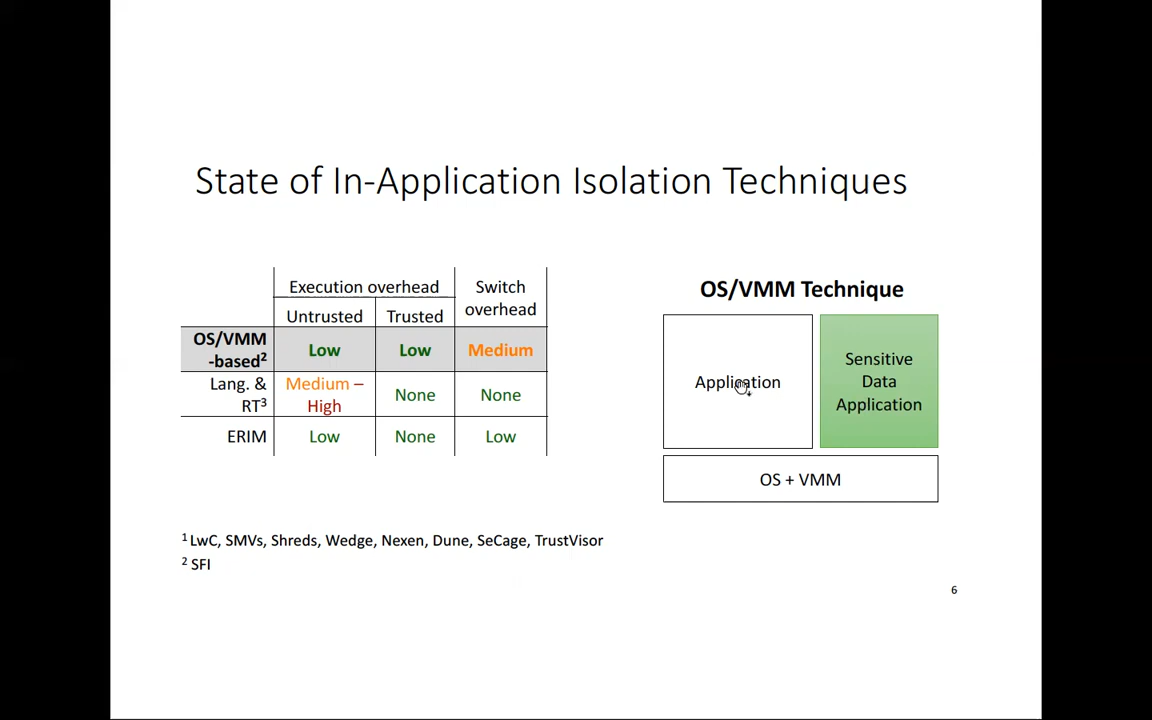 State of In-Application Isolation Techniques
Execution overhead
Switch overhead
Untrusted
Trusted
OS/VMM -based²
Low
Low
Medium
Lang. & RT³
Medium – High
None
None
ERIM
Low
None
Low
OS/VMM Technique
Application
Sensitive
Data
Application
OS + VMM
¹ LwC, SMVs, Shreds, Wedge, Nexen, Dune, SeCage, TrustVisor
² SFI
6